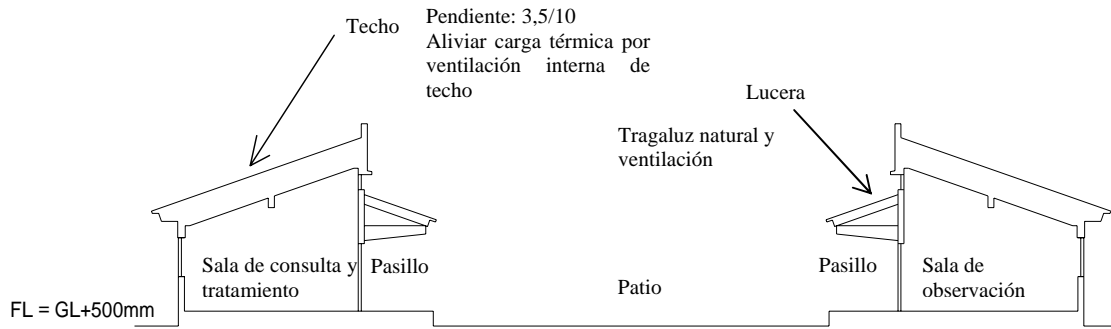 Techo
Pendiente: 3,5/10
Aliviar carga térmica por
ventilación interna de
techo
Lucera
Tragaluz natural y
ventilación
Sala de consulta y
tratamiento
Pasillo
Patio
Pasillo
Sala de
observación
FL = GL+500mm